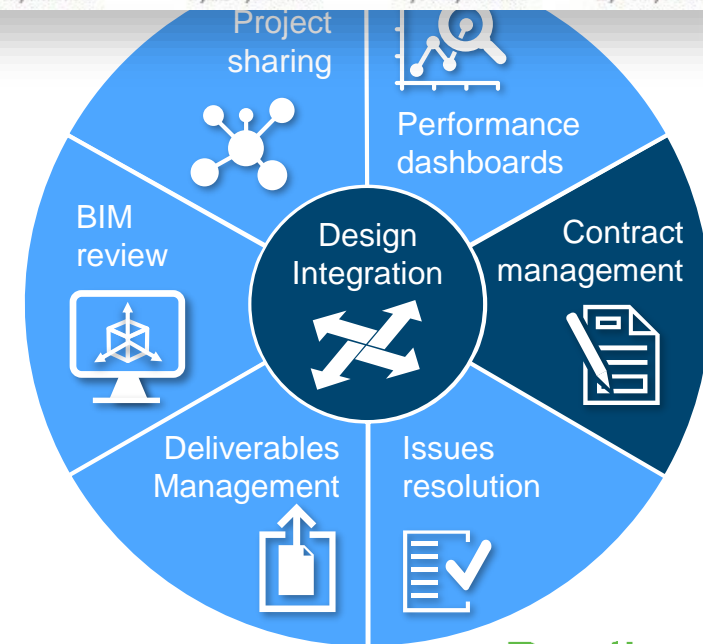 Project
sharing
Performance
dashboards
BIM
review
Design
Integration
Contract
management
Deliverables
Management
Issues
resolution